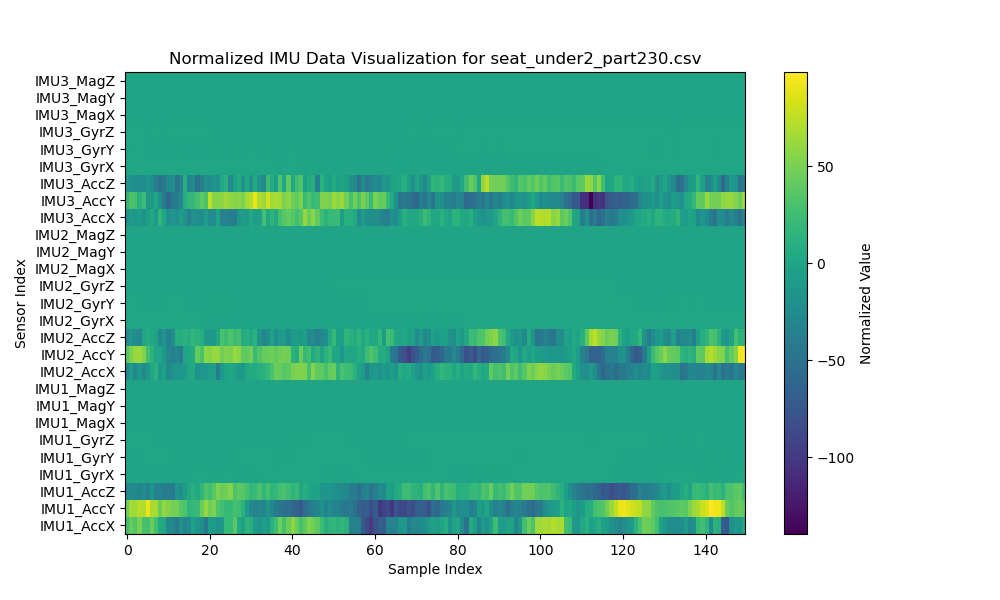 Normalized IMU Data Visualization for seat_under2_part230.csv
IMU3_MagZ
IMU3_MagY
IMU3_MagX
IMU3_GyrZ
IMU3_GyrY
IMU3_GyrX
IMU3_AccZ
IMU3_AccY
IMU3_AccX
IMU2_MagZ
IMU2_MagY
IMU2_MagX
IMU2_GyrZ
IMU2_GyrY
IMU2_GyrX
IMU2_AccZ
IMU2_AccY
IMU2_AccX
IMU1_MagZ
IMU1_MagY
IMU1_MagX
IMU1_GyrZ
IMU1_GyrY
IMU1_GyrX
IMU1_AccZ
IMU1_AccY
IMU1_AccX
Sensor Index
0 20 40 60 80 100 120 140
Sample Index
50
0
−50
−100
Normalized Value